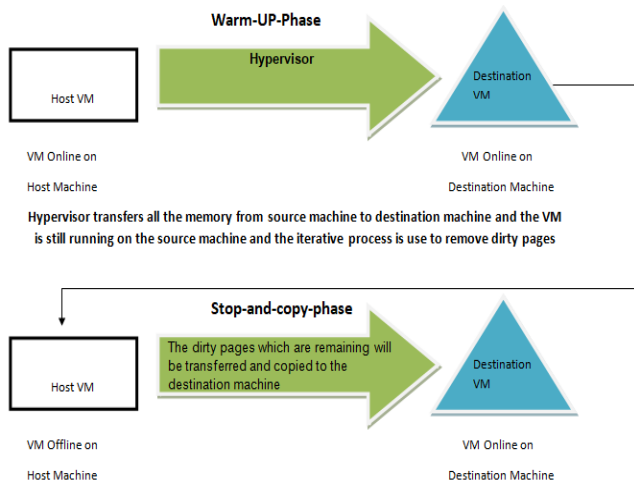 Warm-UP-Phase
Hypervisor
Host VM
Destination
VM
VM Online on
Host Machine
VM Online on
Destination Machine
Hypervisor transfers all the memory from source machine to destination machine and the VM
is still running on the source machine and the iterative process is use to remove dirty pages
Stop-and-copy-phase
The dirty pages which are remaining will
be transferred and copied to the
destination machine
Host VM
Destination
VM
VM Offline on
Host Machine
VM Online on
Destination Machine